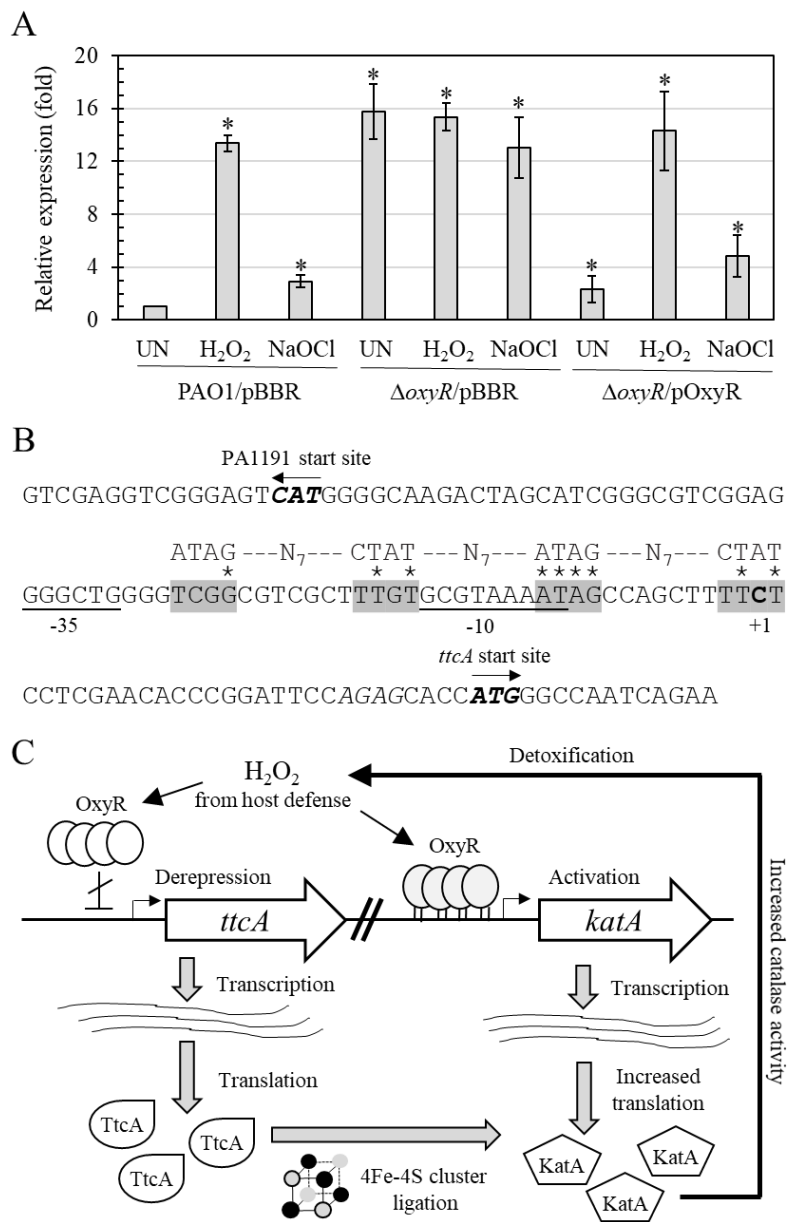 A
Relative expression (fold)
20
16
12
8
4
0
* * * * * * * *
UN H₂O₂ NaOCl UN H₂O₂ NaOCl UN H₂O₂ NaOCl
PAO1/pBBR ΔoxyR/pBBR ΔoxyR/pOxyR
B
PA1191 start site
GTCGAGGTCGGGAGTCATGGGGCAAGACTAGCATCGGGCGTCGGAG
ATAG ---N₇--- CTAT ---N₇--- ATAG ---N₇--- CTAT
* * * **** * *
GGGCTGGGGTCGGCGTCGCTTTGTGCGTAAAATAGCCAGCTTTTCT
-35 -10 +1
ttcA start site
CCTCGAACACCCGGATTCCAGAGCACCATGGGCCAATCAGAA
C
H₂O₂
from host defense
Detoxification
OxyR
OxyR
Derepression
Activation
ttcA
katA
Increased catalase activity
Transcription
Transcription
Translation
Increased
translation
TtcA
TtcA
TtcA
4Fe-4S cluster
ligation
KatA
KatA
KatA